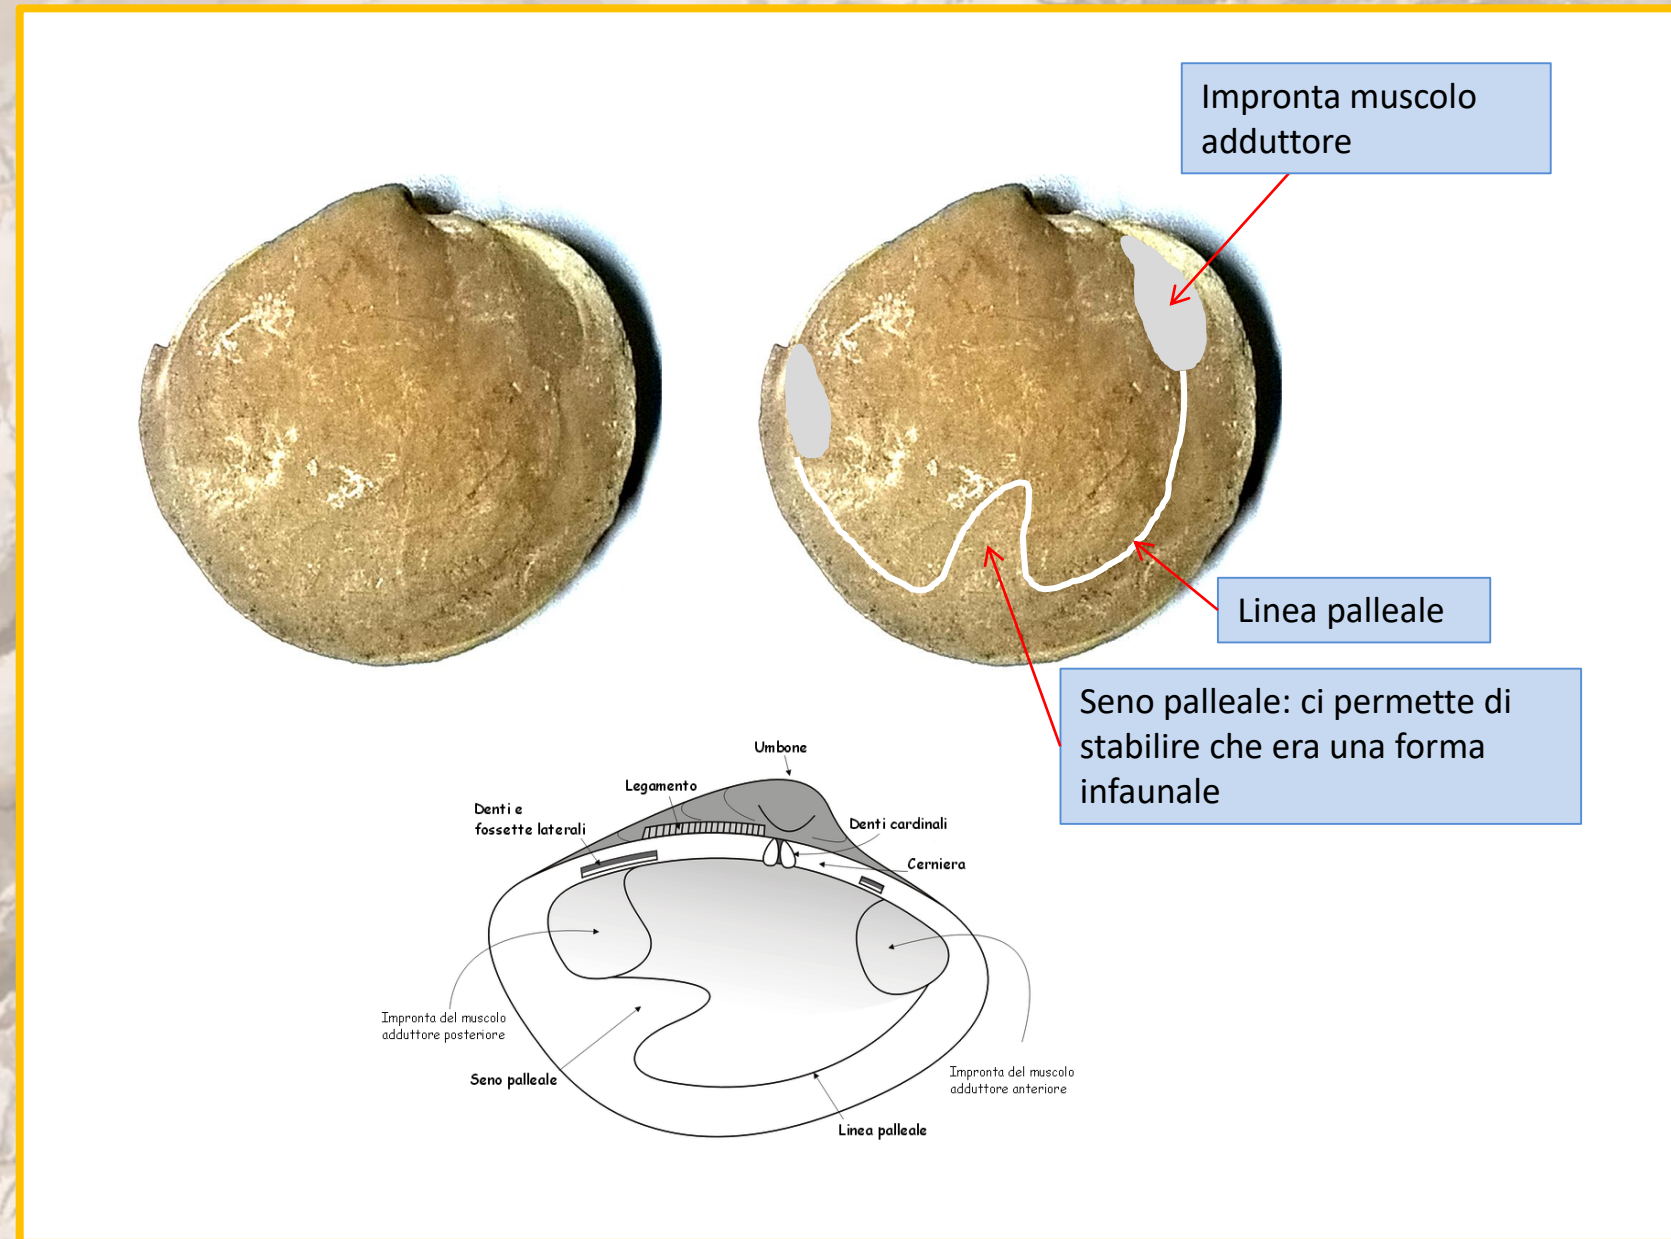 Impronta muscolo
adduttore
Linea palleale
Seno palleale: ci permette di
stabilire che era una forma
infaunale
Umbone
Legamento
Denti e
fossette laterali
Denti cardinali
Cerniera
Impronta del muscolo
adduttore posteriore
Seno palleale
Impronta del muscolo
adduttore anteriore
Linea palleale